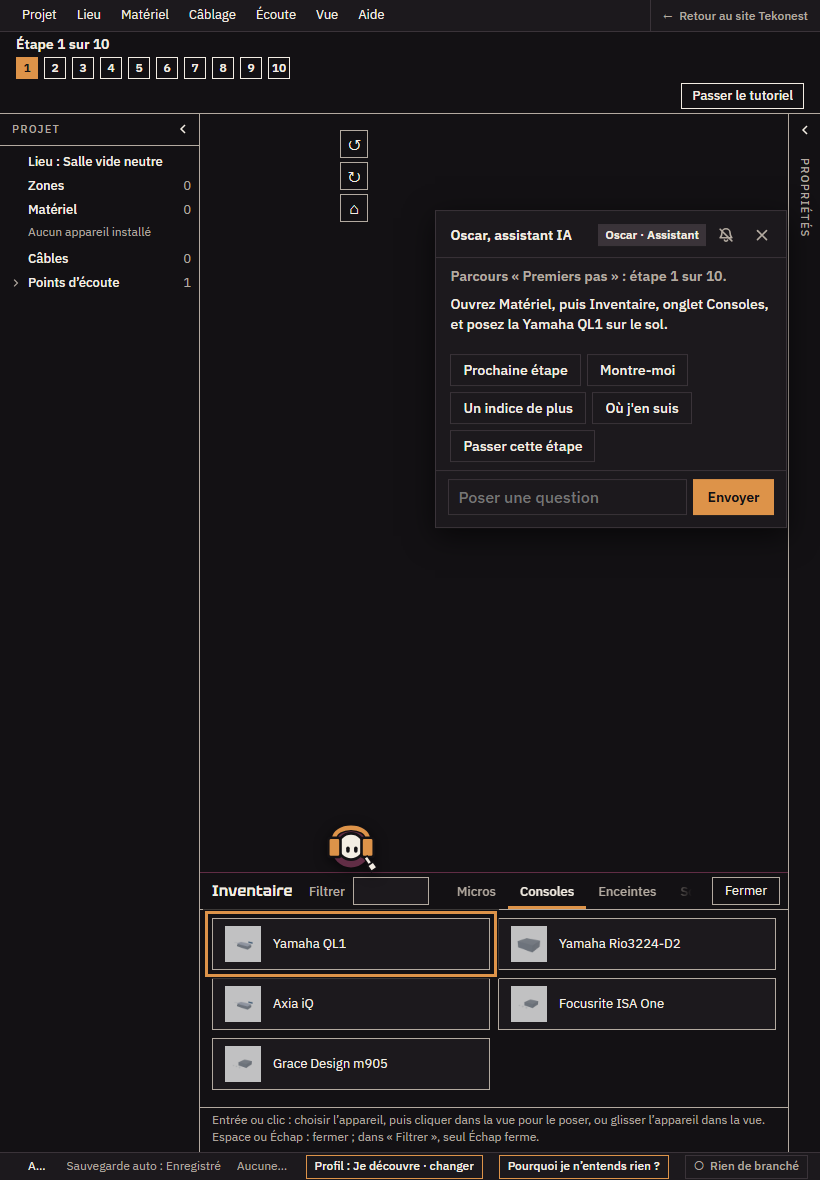 Projet Lieu Matériel Câblage Écoute Vue Aide
← Retour au site Tekonest
Étape 1 sur 10
1 2 3 4 5 6 7 8 9 10
Passer le tutoriel
PROJET
Lieu : Salle vide neutre
Zones 0
Matériel 0
Aucun appareil installé
Câbles 0
Points d’écoute 1
PROPRIÉTÉS
Oscar, assistant IA
Oscar · Assistant
Parcours « Premiers pas » : étape 1 sur 10.
Ouvrez Matériel, puis Inventaire, onglet Consoles,
et posez la Yamaha QL1 sur le sol.
Prochaine étape Montre-moi
Un indice de plus Où j'en suis
Passer cette étape
Poser une question Envoyer
Inventaire Filtrer Micros Consoles Enceintes Fermer
Yamaha QL1 Yamaha Rio3224-D2
Axia iQ Focusrite ISA One
Grace Design m905
Entrée ou clic : choisir l’appareil, puis cliquer dans la vue pour le poser, ou glisser l’appareil dans la vue.
Espace ou Échap : fermer ; dans « Filtrer », seul Échap ferme.
A... Sauvegarde auto : Enregistré Aucune... Profil : Je découvre · changer Pourquoi je n’entends rien ? Rien de branché